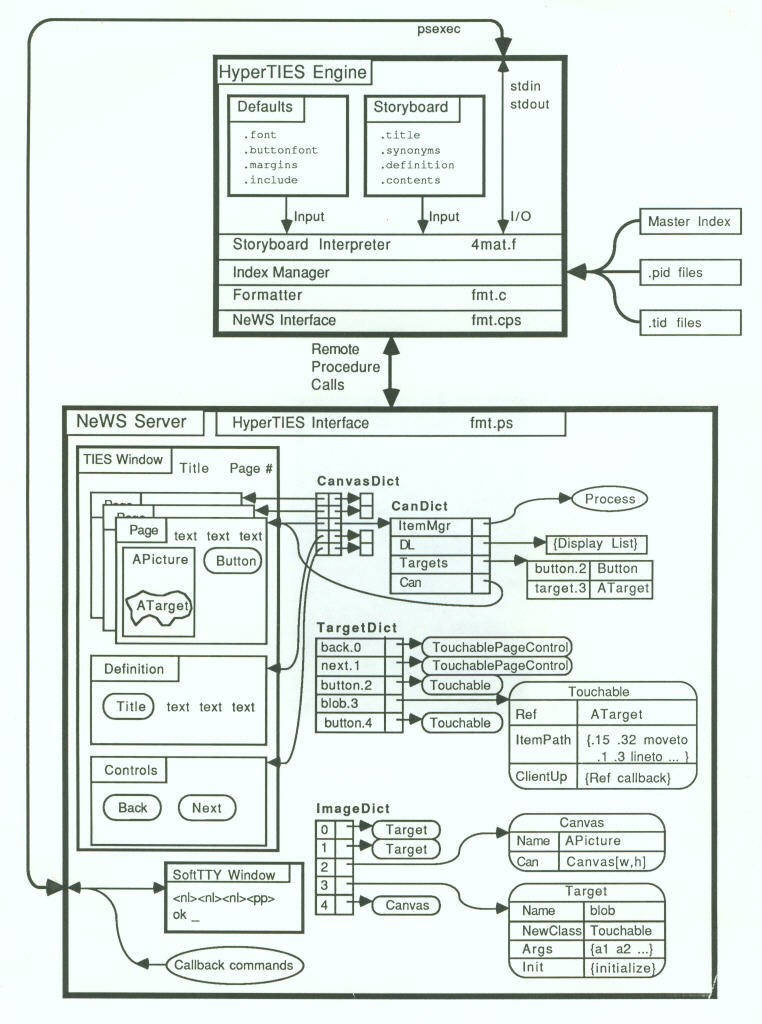 psexec
HyperTIES Engine
stdin
stdout
Defaults
.font
.buttonfont
.margins
.include
Storyboard
.title
.synonyms
.definition
.contents
Input
Input
I/O
Storyboard Interpreter 4mat.f
Index Manager
Formatter fmt.c
NeWS Interface fmt.cps
Master Index
.pid files
.tid files
Remote
Procedure
Calls
NeWS Server
HyperTIES Interface fmt.ps
TIES Window
Title Page #
Page
text text text
APicture
Button
ATarget
Definition
Title text text text
Controls
Back Next
CanvasDict
CanDict
ItemMgr
DL
Targets
Can
Process
{Display List}
button.2 Button
target.3 ATarget
TargetDict
back.0 TouchablePageControl
next.1 TouchablePageControl
button.2 Touchable
blob.3
button.4 Touchable
Touchable
Ref ATarget
ItemPath {.15 .32 moveto
.1 .3 lineto ... }
ClientUp {Ref callback}
ImageDict
0 Target
1 Target
2
3
4 Canvas
Canvas
Name APicture
Can Canvas[w,h]
Target
Name blob
NewClass Touchable
Args {a1 a2 ...}
Init {initialize}
SoftTTY Window
<nl><nl><nl><pp>
ok _
Callback commands